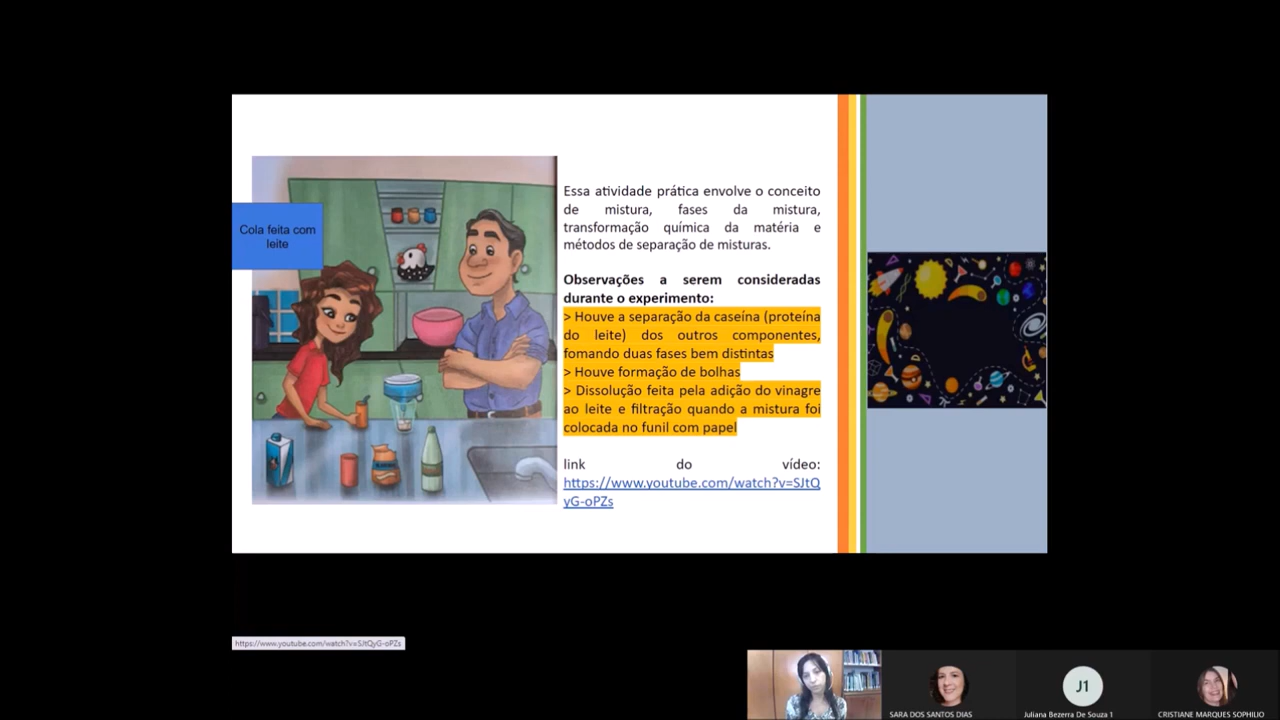 Cola feita com
leite
Essa atividade prática envolve o conceito
de mistura, fases da mistura,
transformação química da matéria e
métodos de separação de misturas.
Observações a serem consideradas
durante o experimento:
> Houve a separação da caseína (proteína
do leite) dos outros componentes,
fomando duas fases bem distintas
> Houve formação de bolhas
> Dissolução feita pela adição do vinagre
ao leite e filtração quando a mistura foi
colocada no funil com papel
link do vídeo:
https://www.youtube.com/watch?v=SJtQ
yG-oPZs
https://www.youtube.com/watch?v=SJtQyG-oPZs
J1
SARA DOS SANTOS DIAS
Juliana Bezerra De Souza 1
CRISTIANE MARQUES SOPHILIO